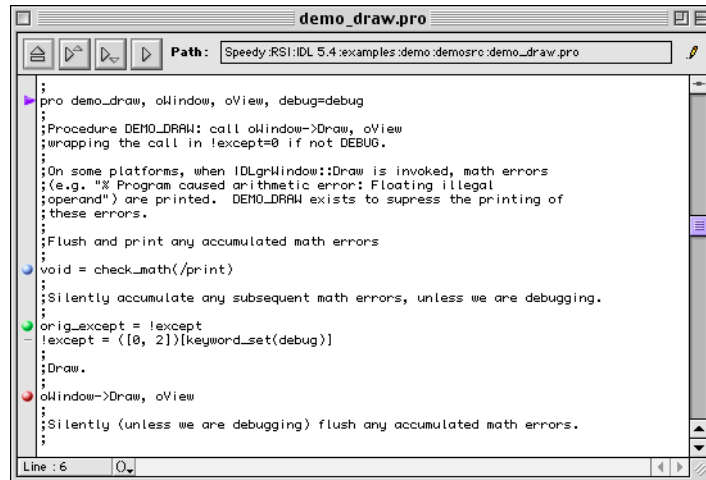 demo_draw.pro
Path: Speedy:RSI:IDL 5.4:examples:demo:demosrc:demo_draw.pro
;
pro demo_draw, oWindow, oView, debug=debug
;
;Procedure DEMO_DRAW: call oWindow->Draw, oView
;wrapping the call in !except=0 if not DEBUG.
;
;On some platforms, when IDLgrWindow::Draw is invoked, math errors
;(e.g. "% Program caused arithmetic error: Floating illegal
;operand") are printed.  DEMO_DRAW exists to supress the printing of
;these errors.
;
;Flush and print any accumulated math errors
;
void = check_math(/print)
;
;Silently accumulate any subsequent math errors, unless we are debugging.
;
orig_except = !except
!except = ([0, 2])[keyword_set(debug)]
;
;Draw.
;
oWindow->Draw, oView
;
;Silently (unless we are debugging) flush any accumulated math errors.
;
Line : 6 ()